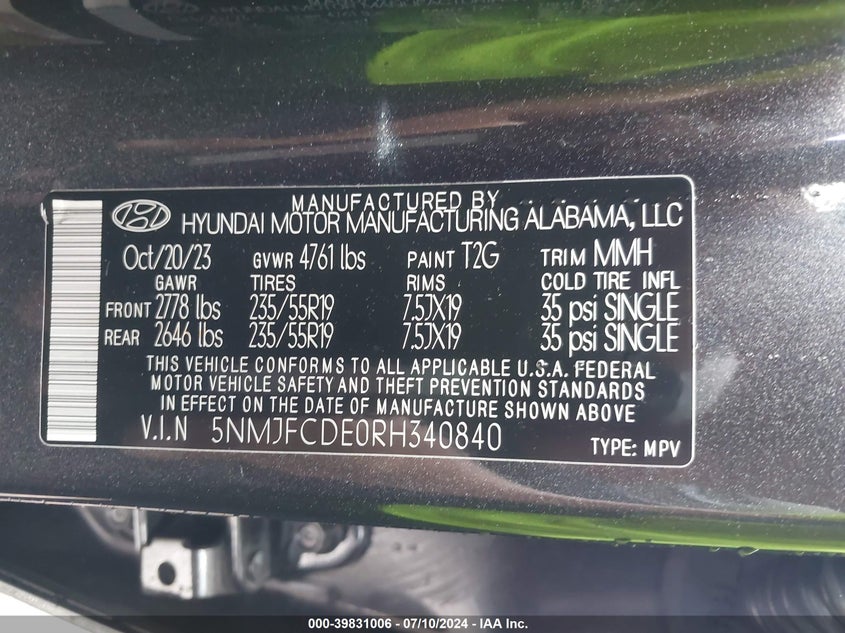 MANUFACTURED BY
HYUNDAI MOTOR MANUFACTURING ALABAMA, LLC
Oct/20/23 GVWR 4761 lbs PAINT T2G TRIM MMH
GAWR TIRES RIMS COLD TIRE INFL
FRONT 2778 lbs 235/55R19 7.5JX19 35 psi SINGLE
REAR 2646 lbs 235/55R19 7.5JX19 35 psi SINGLE
THIS VEHICLE CONFORMS TO ALL APPLICABLE U.S.A. FEDERAL
MOTOR VEHICLE SAFETY AND THEFT PREVENTION STANDARDS
IN EFFECT ON THE DATE OF MANUFACTURE SHOWN ABOVE
V.I.N 5NMJFCDE0RH340840 TYPE: MPV
000-39831006 - 07/10/2024 - IAA Inc.